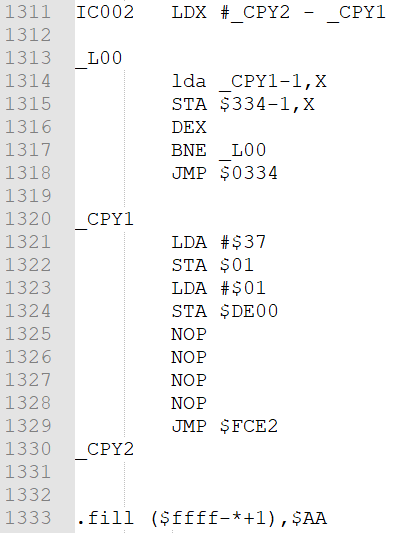 1311 IC002 LDX #_CPY2 - _CPY1
1312
1313 _L00
1314 lda _CPY1-1,X
1315 STA $334-1,X
1316 DEX
1317 BNE _L00
1318 JMP $0334
1319
1320 _CPY1
1321 LDA #$37
1322 STA $01
1323 LDA #$01
1324 STA $DE00
1325 NOP
1326 NOP
1327 NOP
1328 NOP
1329 JMP $FCE2
1330 _CPY2
1331
1332
1333 .fill ($ffff-*+1),$AA